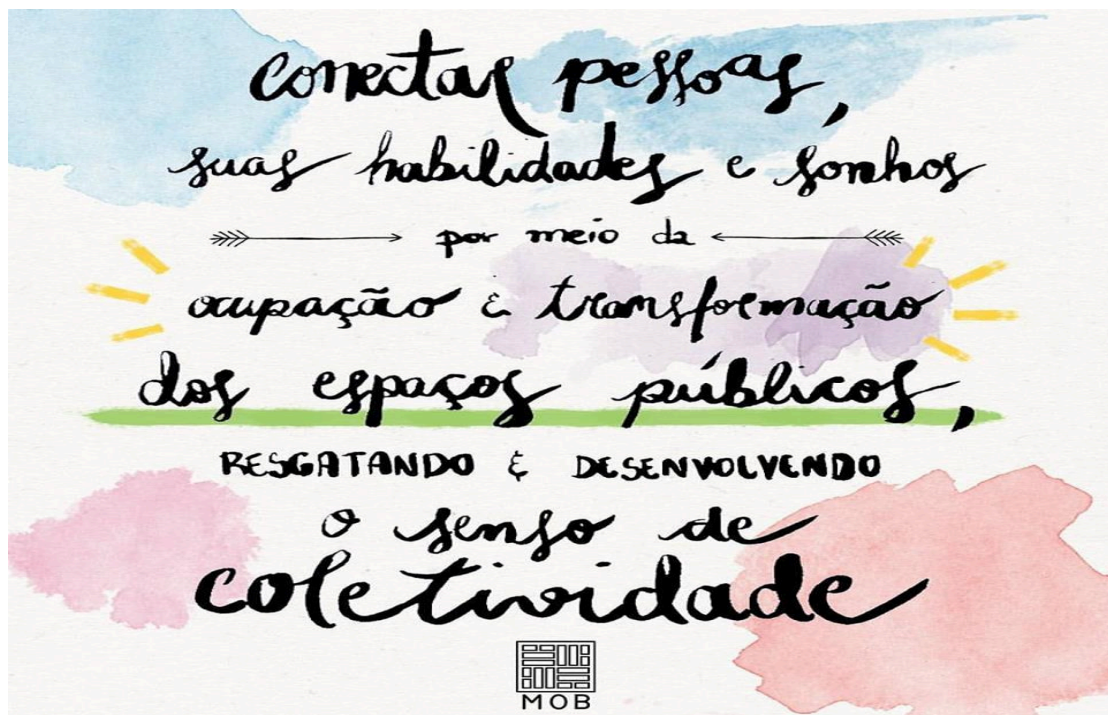 conectar pessoas,
suas habilidades e sonhos
por meio da
ocupação & transformação
dos espaços públicos,
RESGATANDO & DESENVOLVENDO
o senso de
coletividade
MOB